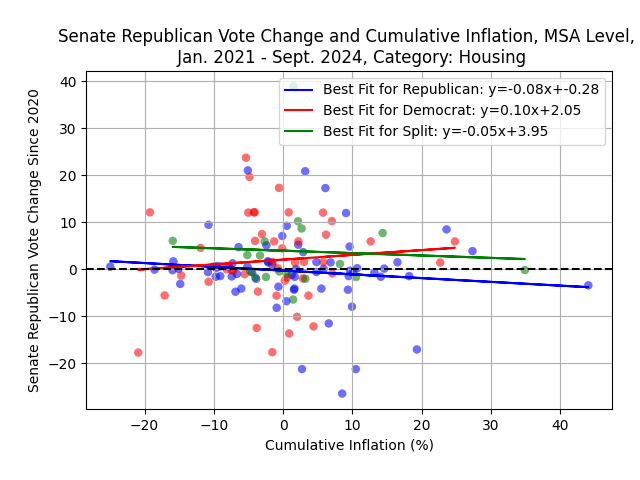 Senate Republican Vote Change and Cumulative Inflation, MSA Level,
Jan. 2021 - Sept. 2024, Category: Housing
Best Fit for Republican: y=-0.08x+-0.28
Best Fit for Democrat: y=0.10x+2.05
Best Fit for Split: y=-0.05x+3.95
Senate Republican Vote Change Since 2020
40
30
20
10
0
−10
−20
−20
−10
0
10
20
30
40
Cumulative Inflation (%)